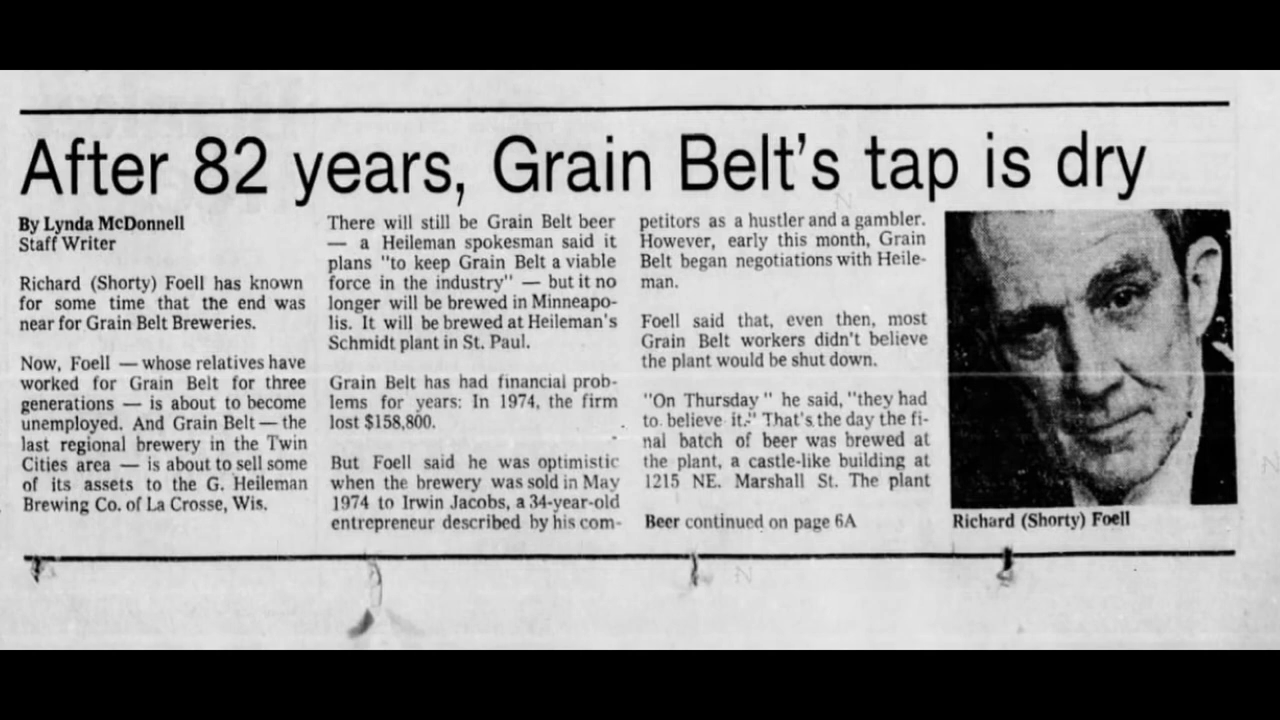 After 82 years, Grain Belt's tap is dry
By Lynda McDonnell
Staff Writer
Richard (Shorty) Foell has known
for some time that the end was
near for Grain Belt Breweries.
Now, Foell — whose relatives have
worked for Grain Belt for three
generations — is about to become
unemployed. And Grain Belt — the
last regional brewery in the Twin
Cities area — is about to sell some
of its assets to the G. Heileman
Brewing Co. of La Crosse, Wis.
There will still be Grain Belt beer
— a Heileman spokesman said it
plans "to keep Grain Belt a viable
force in the industry" — but it no
longer will be brewed in Minneapo-
lis. It will be brewed at Heileman's
Schmidt plant in St. Paul.
Grain Belt has had financial prob-
lems for years: In 1974, the firm
lost $158,800.
But Foell said he was optimistic
when the brewery was sold in May
1974 to Irwin Jacobs, a 34-year-old
entrepreneur described by his com-
petitors as a hustler and a gambler.
However, early this month, Grain
Belt began negotiations with Heile-
man.
Foell said that, even then, most
Grain Belt workers didn't believe
the plant would be shut down.
"On Thursday " he said, "they had
to believe it." That's the day the fi-
nal batch of beer was brewed at
the plant, a castle-like building at
1215 NE. Marshall St. The plant
Beer continued on page 6A
Richard (Shorty) Foell